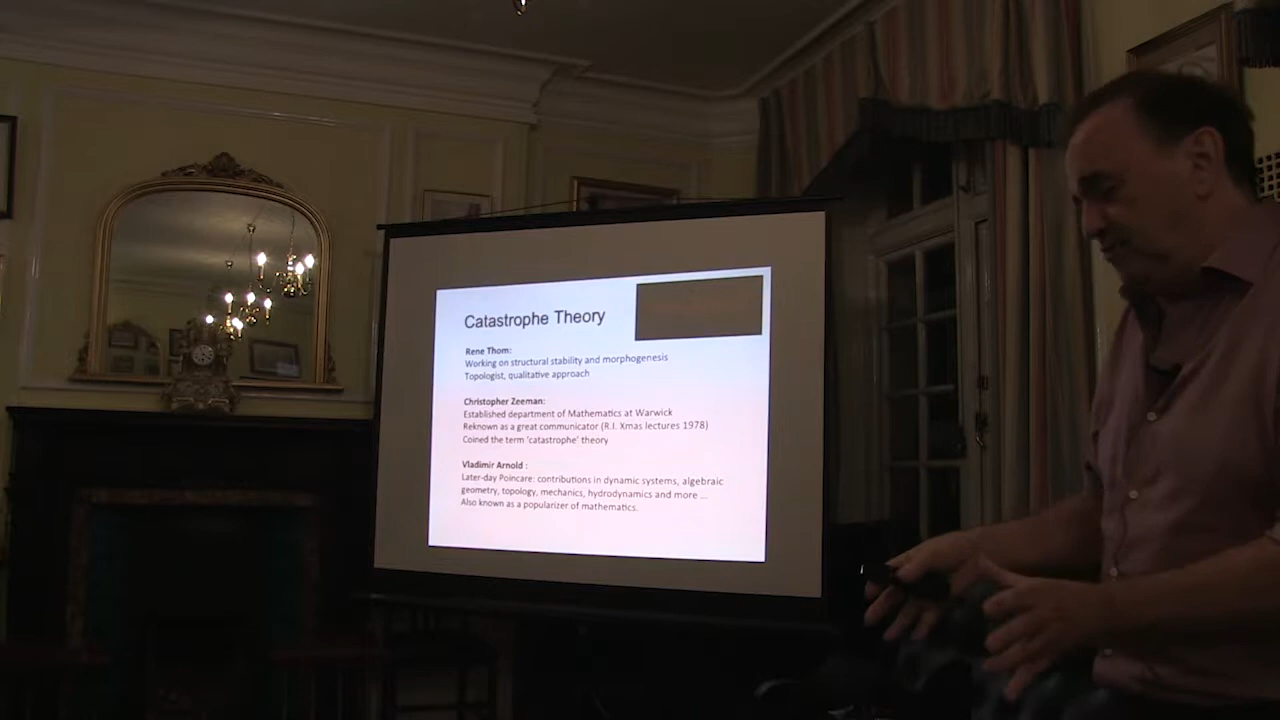 Catastrophe Theory
Rene Thom:
Working on structural stability and morphogenesis
Topologist, qualitative approach
Christopher Zeeman:
Established department of Mathematics at Warwick
Reknown as a great communicator (R.I. Xmas lectures 1978)
Coined the term 'catastrophe' theory
Vladimir Arnold :
Later-day Poincare: contributions in dynamic systems, algebraic
geometry, topology, mechanics, hydrodynamics and more ...
Also known as a popularizer of mathematics.